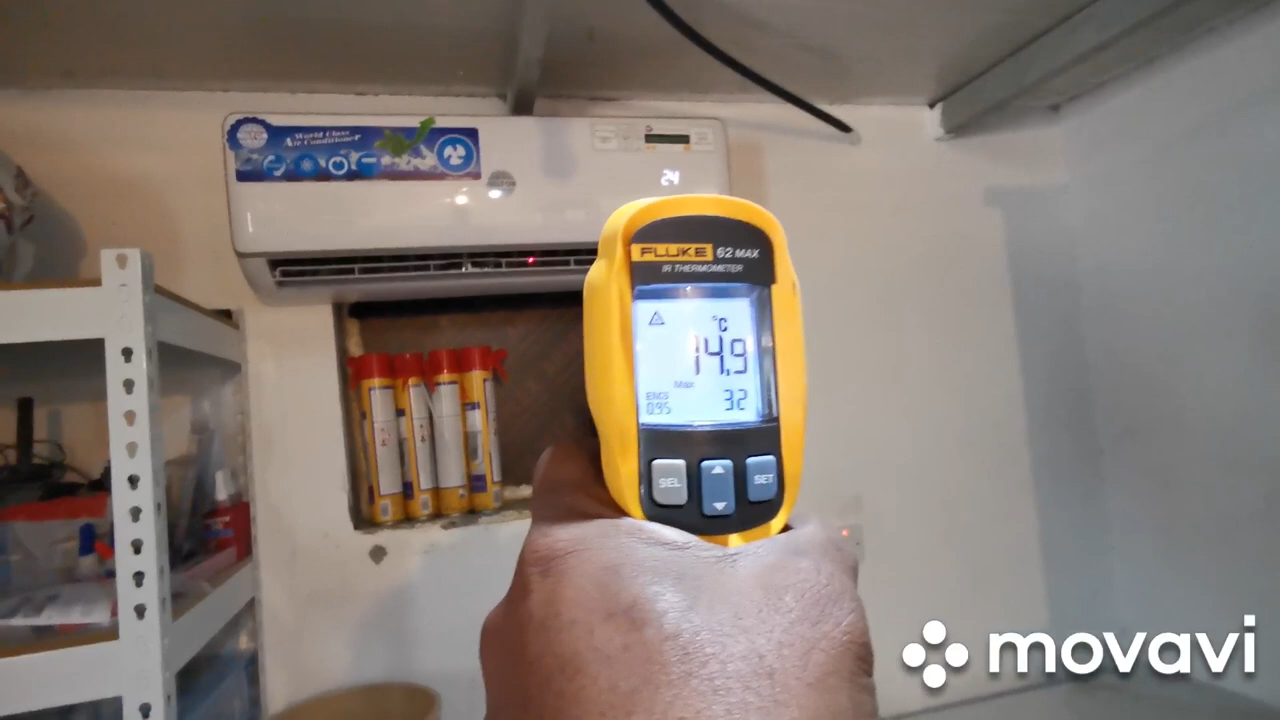 World Class
Air Conditioner
24
FLUKE 62 MAX
IR THERMOMETER
°C
14.9
Max
EMS
0.95
32
SEL
SET
movavi